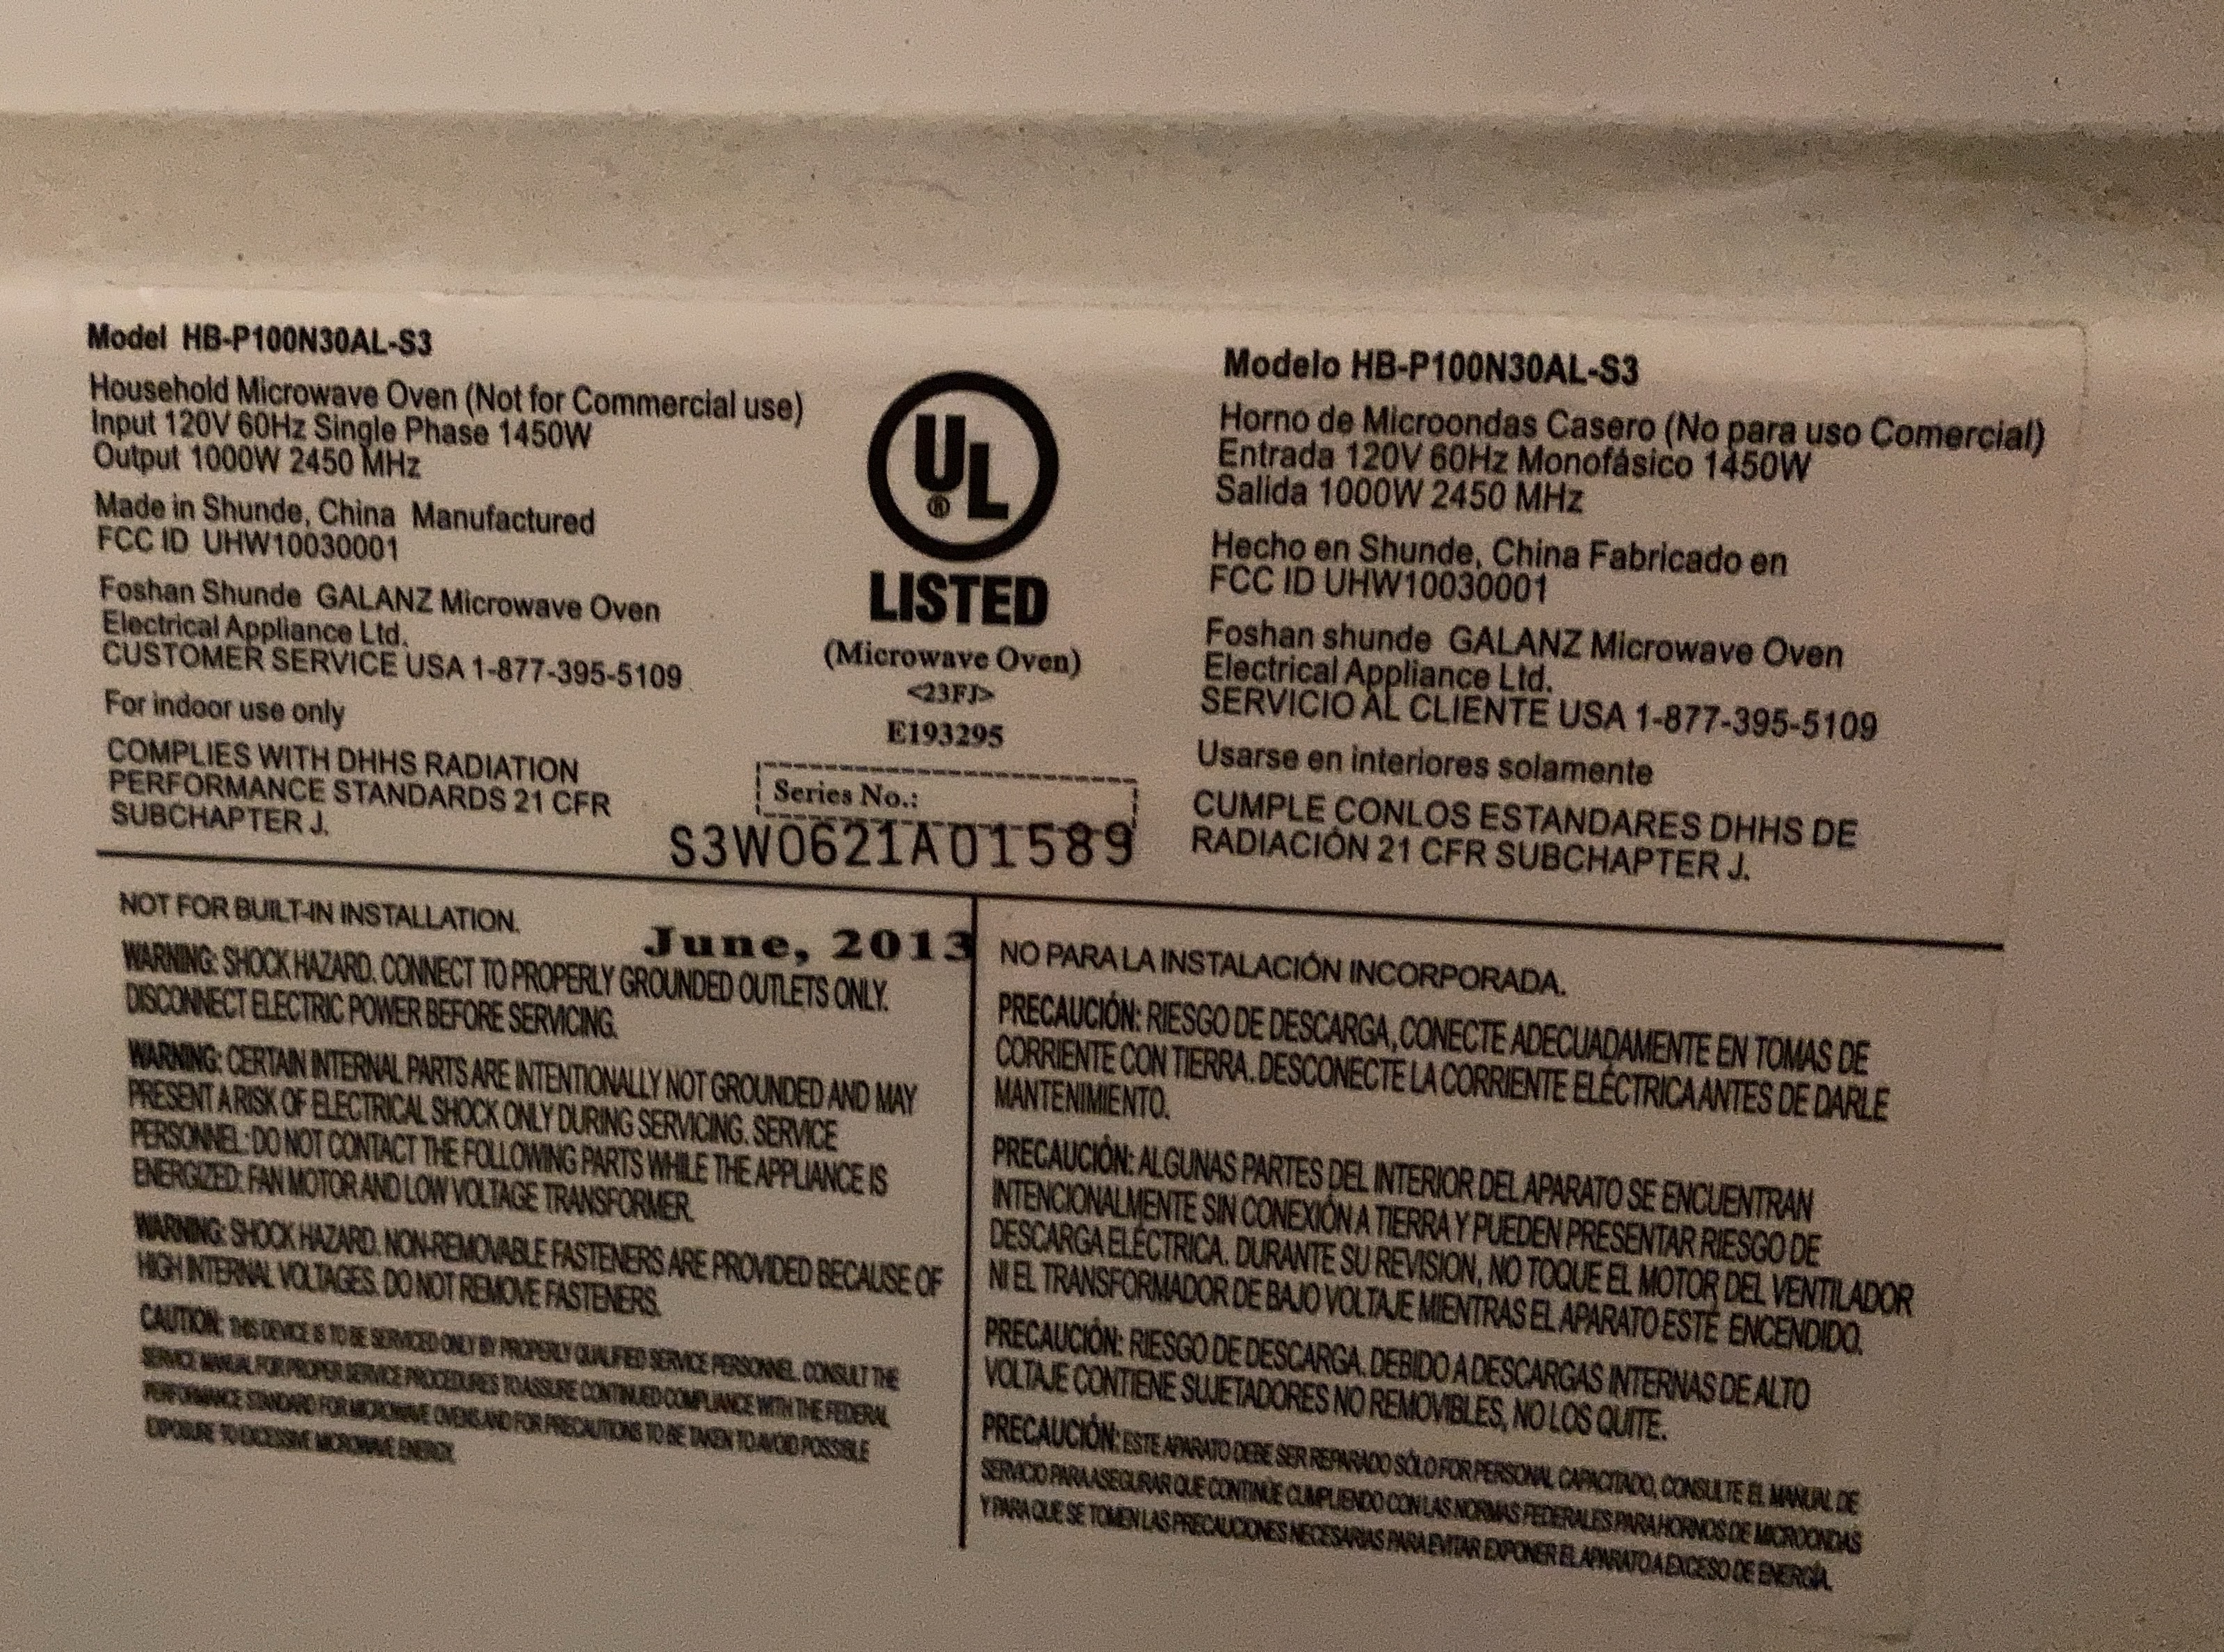 Model HB-P100N30AL-S3
Household Microwave Oven (Not for Commercial use)
Input 120V 60Hz Single Phase 1450W
Output 1000W 2450 MHz
Made in Shunde, China Manufactured
FCC ID UHW10030001
Foshan Shunde GALANZ Microwave Oven
Electrical Appliance Ltd.
CUSTOMER SERVICE USA 1-877-395-5109
For indoor use only
COMPLIES WITH DHHS RADIATION
PERFORMANCE STANDARDS 21 CFR
SUBCHAPTER J.
UL
®
LISTED
(Microwave Oven)
<23FJ>
E193295
Series No.:
S3W0621A01589
Modelo HB-P100N30AL-S3
Horno de Microondas Casero (No para uso Comercial)
Entrada 120V 60Hz Monofásico 1450W
Salida 1000W 2450 MHz
Hecho en Shunde, China Fabricado en
FCC ID UHW10030001
Foshan shunde GALANZ Microwave Oven
Electrical Appliance Ltd.
SERVICIO AL CLIENTE USA 1-877-395-5109
Usarse en interiores solamente
CUMPLE CONLOS ESTANDARES DHHS DE
RADIACIÓN 21 CFR SUBCHAPTER J.
NOT FOR BUILT-IN INSTALLATION.
June, 2013
WARNING: SHOCK HAZARD. CONNECT TO PROPERLY GROUNDED OUTLETS ONLY.
DISCONNECT ELECTRIC POWER BEFORE SERVICING.
WARNING: CERTAIN INTERNAL PARTS ARE INTENTIONALLY NOT GROUNDED AND MAY
PRESENT A RISK OF ELECTRICAL SHOCK ONLY DURING SERVICING. SERVICE
PERSONNEL: DO NOT CONTACT THE FOLLOWING PARTS WHILE THE APPLIANCE IS
ENERGIZED: FAN MOTOR AND LOW VOLTAGE TRANSFORMER.
WARNING: SHOCK HAZARD. NON-REMOVABLE FASTENERS ARE PROVIDED BECAUSE OF
HIGH INTERNAL VOLTAGES. DO NOT REMOVE FASTENERS.
CAUTION: THIS DEVICE IS TO BE SERVICED ONLY BY PROPERLY QUALIFIED SERVICE PERSONNEL. CONSULT THE
SERVICE MANUAL FOR PROPER SERVICE PROCEDURES TO ASSURE CONTINUED COMPLIANCE WITH THE FEDERAL
PERFORMANCE STANDARD FOR MICROWAVE OVENS AND FOR PRECAUTIONS TO BE TAKEN TO AVOID POSSIBLE
EXPOSURE TO EXCESSIVE MICROWAVE ENERGY.
NO PARA LA INSTALACIÓN INCORPORADA.
PRECAUCIÓN: RIESGO DE DESCARGA, CONECTE ADECUADAMENTE EN TOMAS DE
CORRIENTE CON TIERRA. DESCONECTE LA CORRIENTE ELÉCTRICA ANTES DE DARLE
MANTENIMIENTO.
PRECAUCIÓN: ALGUNAS PARTES DEL INTERIOR DEL APARATO SE ENCUENTRAN
INTENCIONALMENTE SIN CONEXIÓN A TIERRA Y PUEDEN PRESENTAR RIESGO DE
DESCARGA ELÉCTRICA. DURANTE SU REVISION, NO TOQUE EL MOTOR DEL VENTILADOR
NI EL TRANSFORMADOR DE BAJO VOLTAJE MIENTRAS EL APARATO ESTÉ ENCENDIDO.
PRECAUCIÓN: RIESGO DE DESCARGA. DEBIDO A DESCARGAS INTERNAS DE ALTO
VOLTAJE CONTIENE SUJETADORES NO REMOVIBLES, NO LOS QUITE.
PRECAUCIÓN: ESTE APARATO DEBE SER REPARADO SÓLO FOR PERSONAL CAPACITADO, CONSULTE EL MANUAL DE
SERVICIO PARA ASEGURAR QUE CONTINÚE CUMPLIENDO CON LAS NORMAS FEDERALES PARA HORNOS DE MICROONDAS
Y PARA QUE SE TOMEN LAS PRECAUCIONES NECESARIAS PARA EVITAR EXPONER EL APARATO A EXCESO DE ENERGÍA.